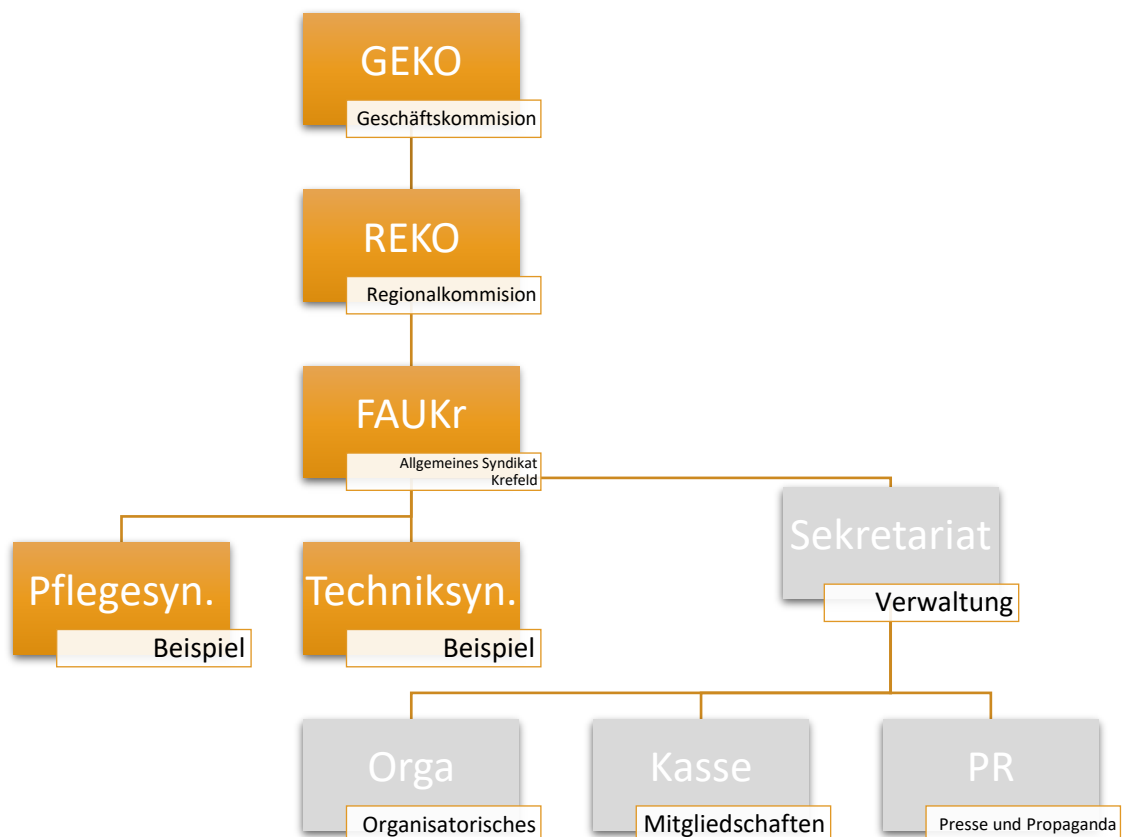 GEKO
Geschäftskommision
REKO
Regionalkommision
FAUKr
Allgemeines Syndikat
Krefeld
Sekretariat
Verwaltung
Pflegesyn.
Beispiel
Techniksyn.
Beispiel
Orga
Organisatorisches
Kasse
Mitgliedschaften
PR
Presse und Propaganda